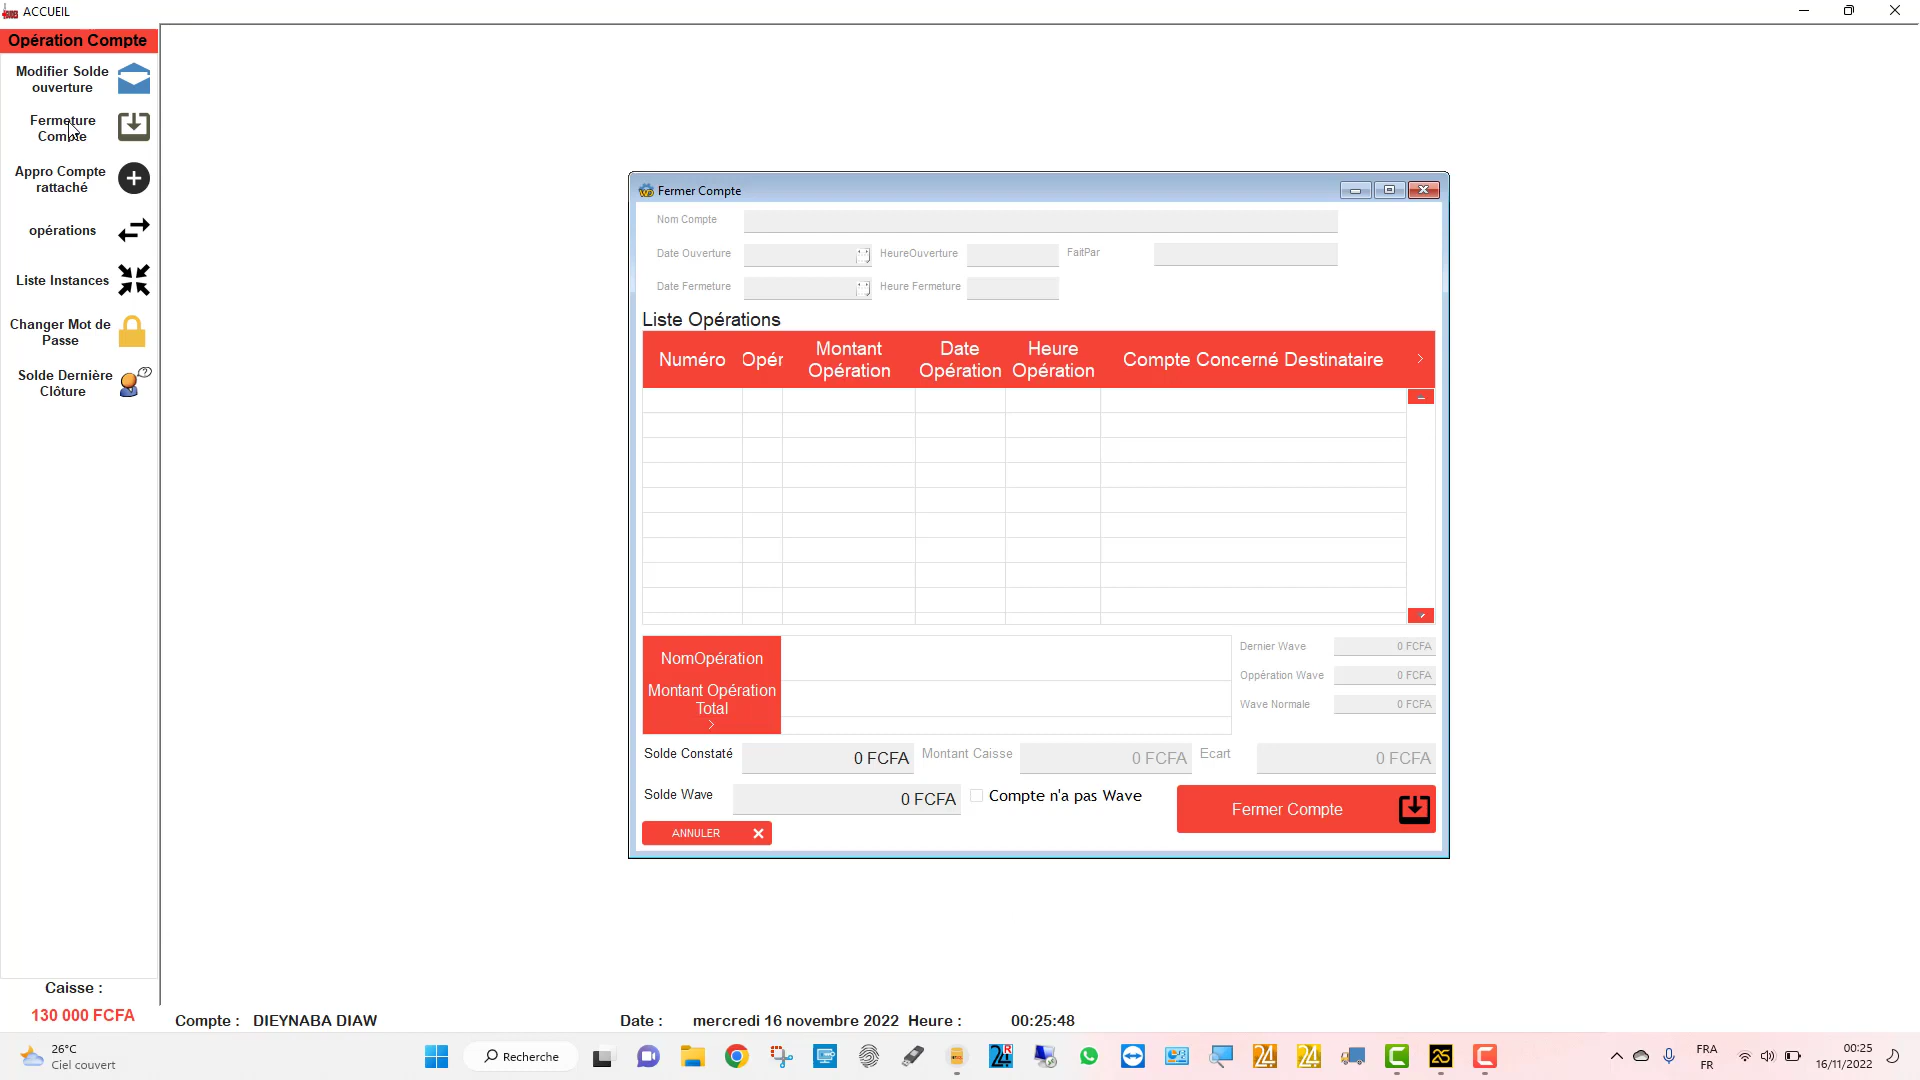 ACCUEIL
Opération Compte
Modifier Solde
ouverture
Fermeture
Compte
Appro Compte
rattaché
opérations
Liste Instances
Changer Mot de
Passe
Solde Dernière
Clôture
Fermer Compte
Nom Compte
Date Ouverture
HeureOuverture
FaitPar
Date Fermeture
Heure Fermeture
Liste Opérations
Numéro
Opér
Montant
Opération
Date
Opération
Heure
Opération
Compte Concerné Destinataire
NomOpération
Montant Opération
Total
Dernier Wave 0 FCFA
Oppération Wave 0 FCFA
Wave Normale 0 FCFA
Solde Constaté 0 FCFA Montant Caisse 0 FCFA Ecart 0 FCFA
Solde Wave 0 FCFA Compte n'a pas Wave
Fermer Compte
ANNULER
Caisse :
130 000 FCFA
Compte : DIEYNABA DIAW
Date : mercredi 16 novembre 2022 Heure : 00:25:48
26°C
Ciel couvert
Recherche
FRA
FR
00:25
16/11/2022